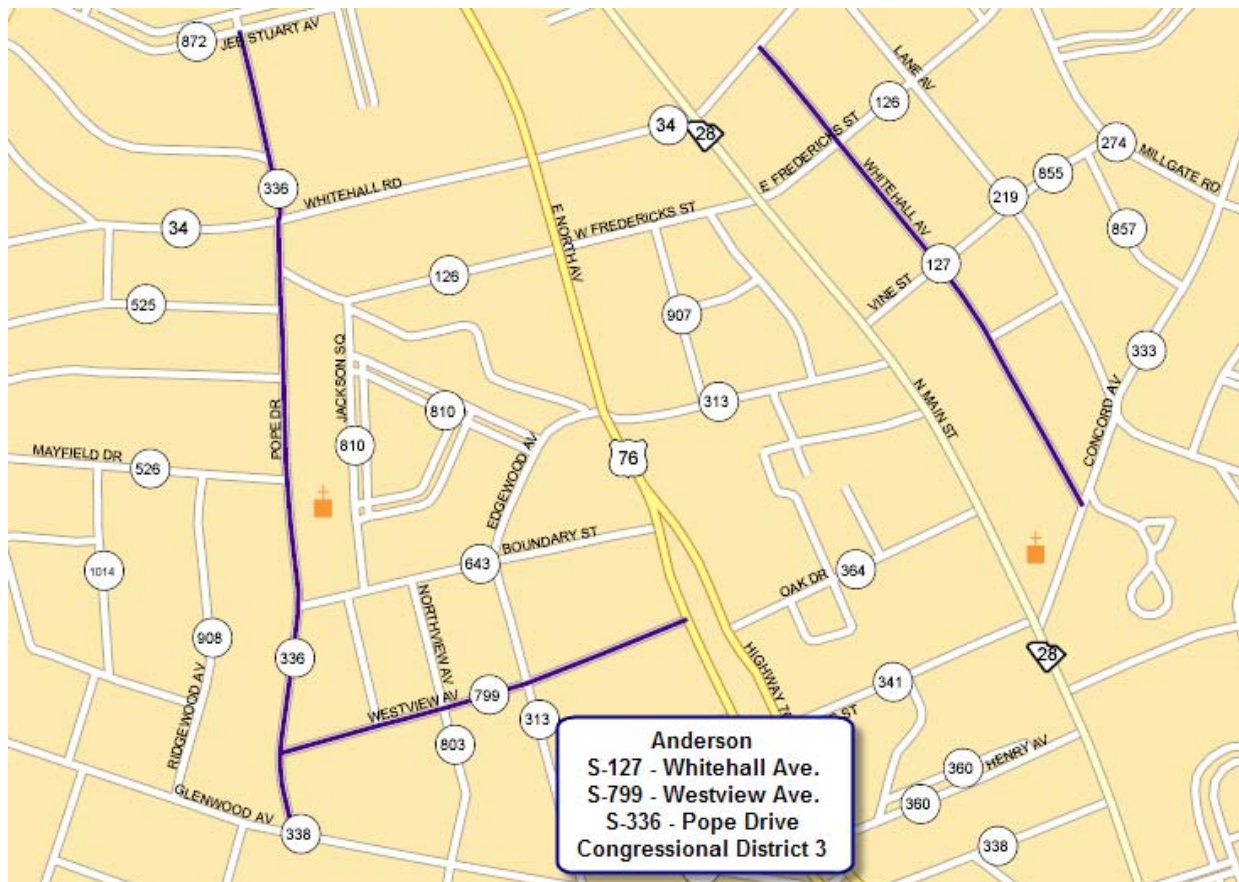 872
JEB STUART AV
LANE AV
126
34
28
E FREDERICKS ST
274
MILLGATE RD
855
336
WHITEHALL RD
WHITEHALL AV
219
34
E NORTH AV
W FREDERICKS ST
857
126
127
525
VINE ST
907
JACKSON SQ
333
N MAIN ST
313
810
POPE DR
CONCORD AV
810
MAYFIELD DR
526
76
EDGEWOOD AV
BOUNDARY ST
643
1014
364
OAK DR
NORTHVIEW AV
908
336
28
HIGHWAY 76
341
799
WESTVIEW AV
RIDGEWOOD AV
313
ST
803
HENRY AV
360
360
GLENWOOD AV
338
338
Anderson
S-127 - Whitehall Ave.
S-799 - Westview Ave.
S-336 - Pope Drive
Congressional District 3